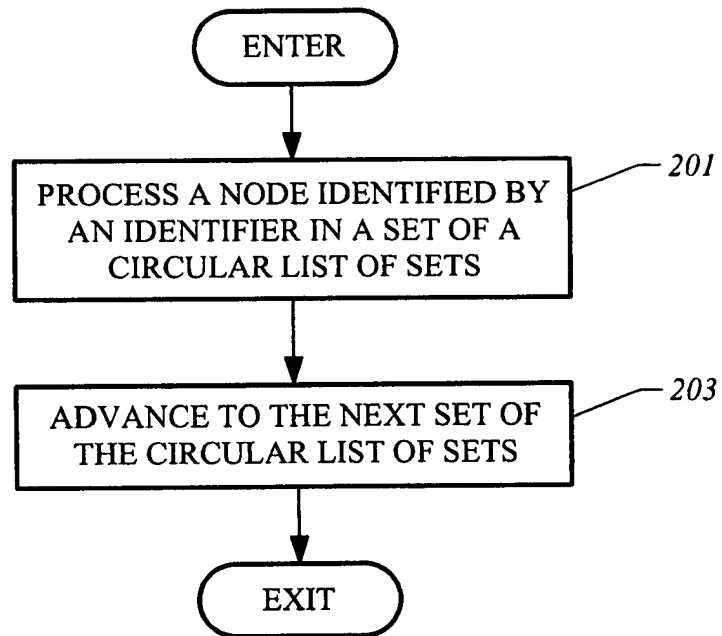 ENTER
PROCESS A NODE IDENTIFIED BY
AN IDENTIFIER IN A SET OF A
CIRCULAR LIST OF SETS
201
ADVANCE TO THE NEXT SET OF
THE CIRCULAR LIST OF SETS
203
EXIT